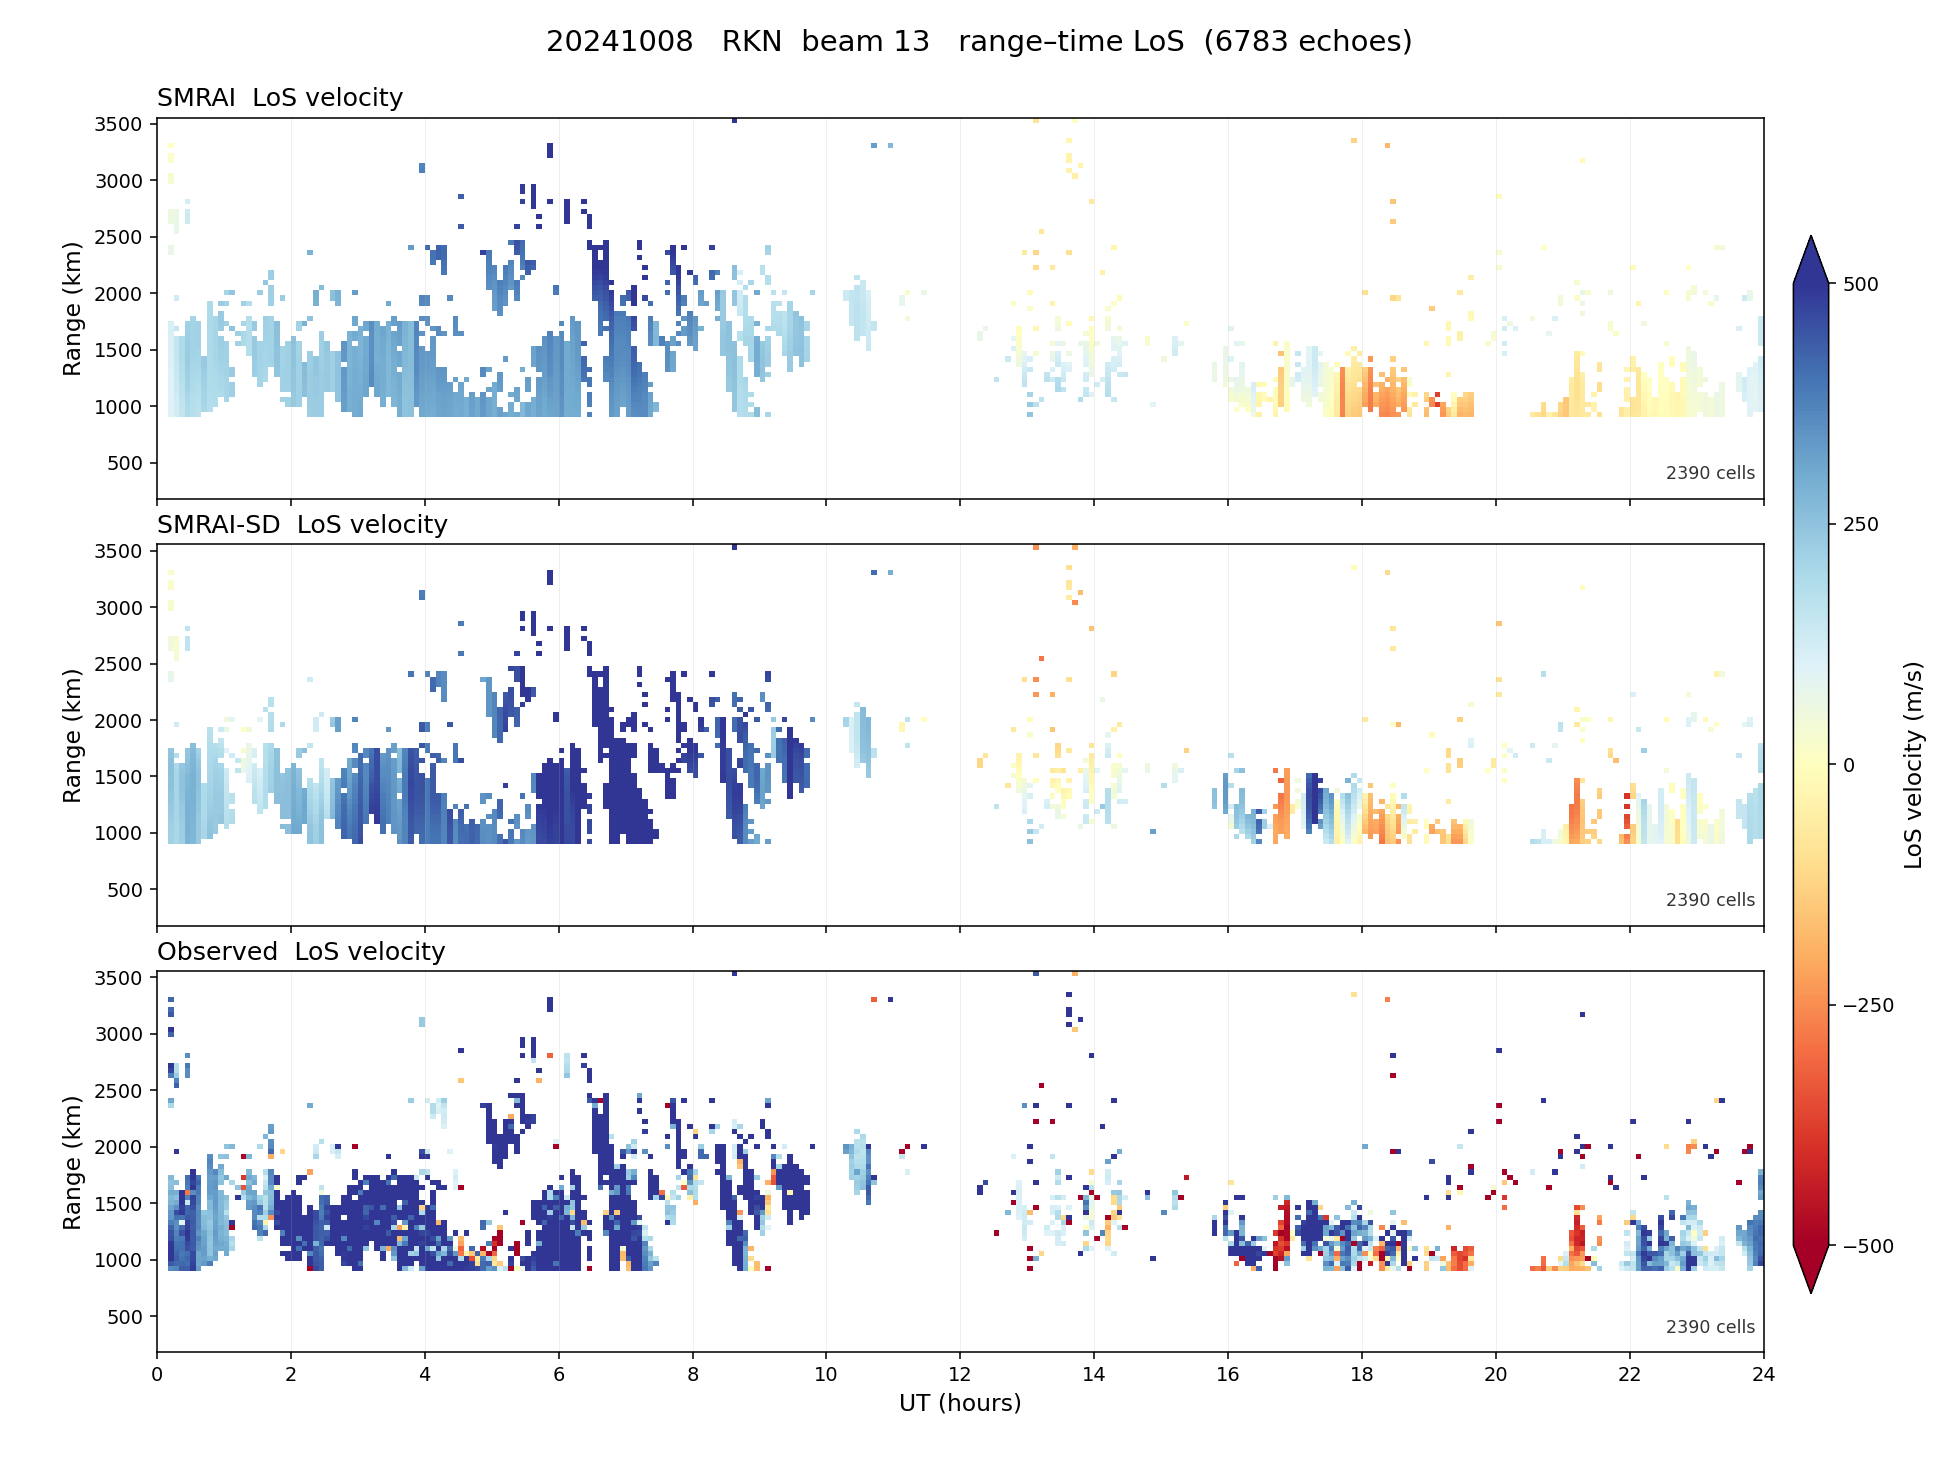 20241008   RKN  beam 13   range–time LoS  (6783 echoes)
SMRAI  LoS velocity
3500
3000
2500
2000
1500
1000
500
Range (km)
2390 cells
SMRAI-SD  LoS velocity
3500
3000
2500
2000
1500
1000
500
Range (km)
2390 cells
Observed  LoS velocity
3500
3000
2500
2000
1500
1000
500
Range (km)
2390 cells
0 2 4 6 8 10 12 14 16 18 20 22 24
UT (hours)
500
250
0
−250
−500
LoS velocity (m/s)